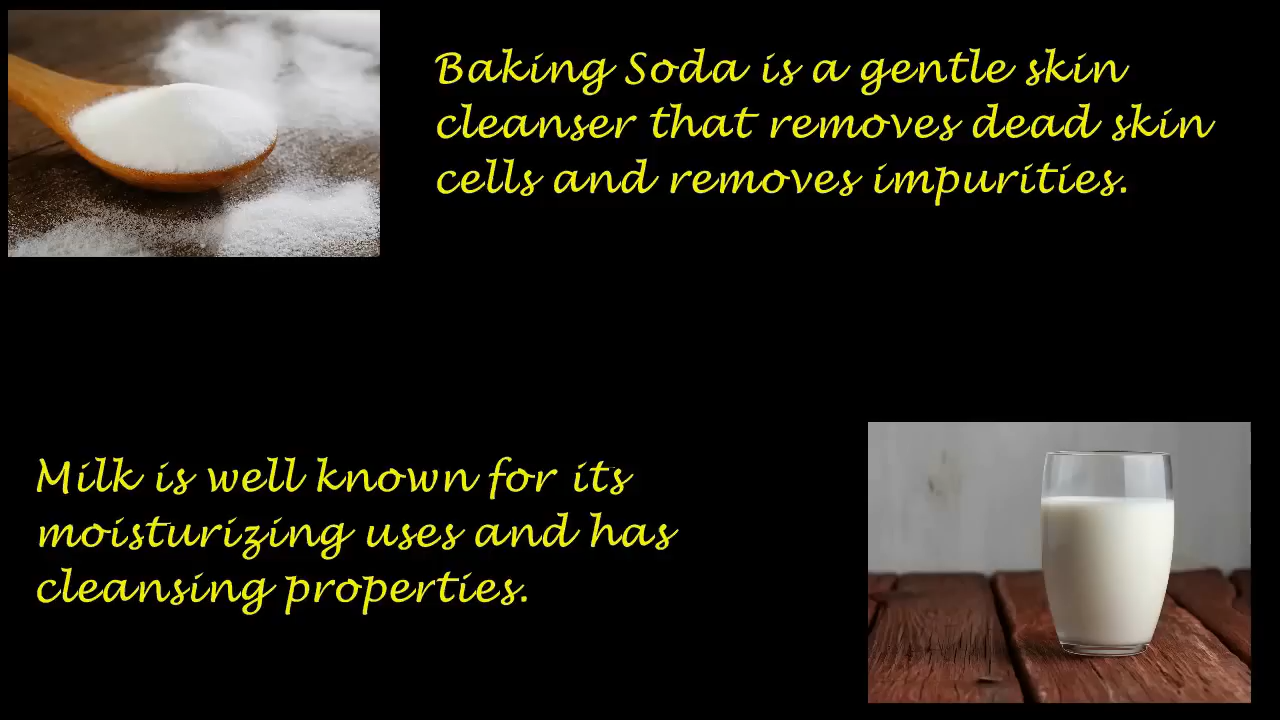 Baking Soda is a gentle skin
cleanser that removes dead skin
cells and removes impurities.
Milk is well known for its
moisturizing uses and has
cleansing properties.